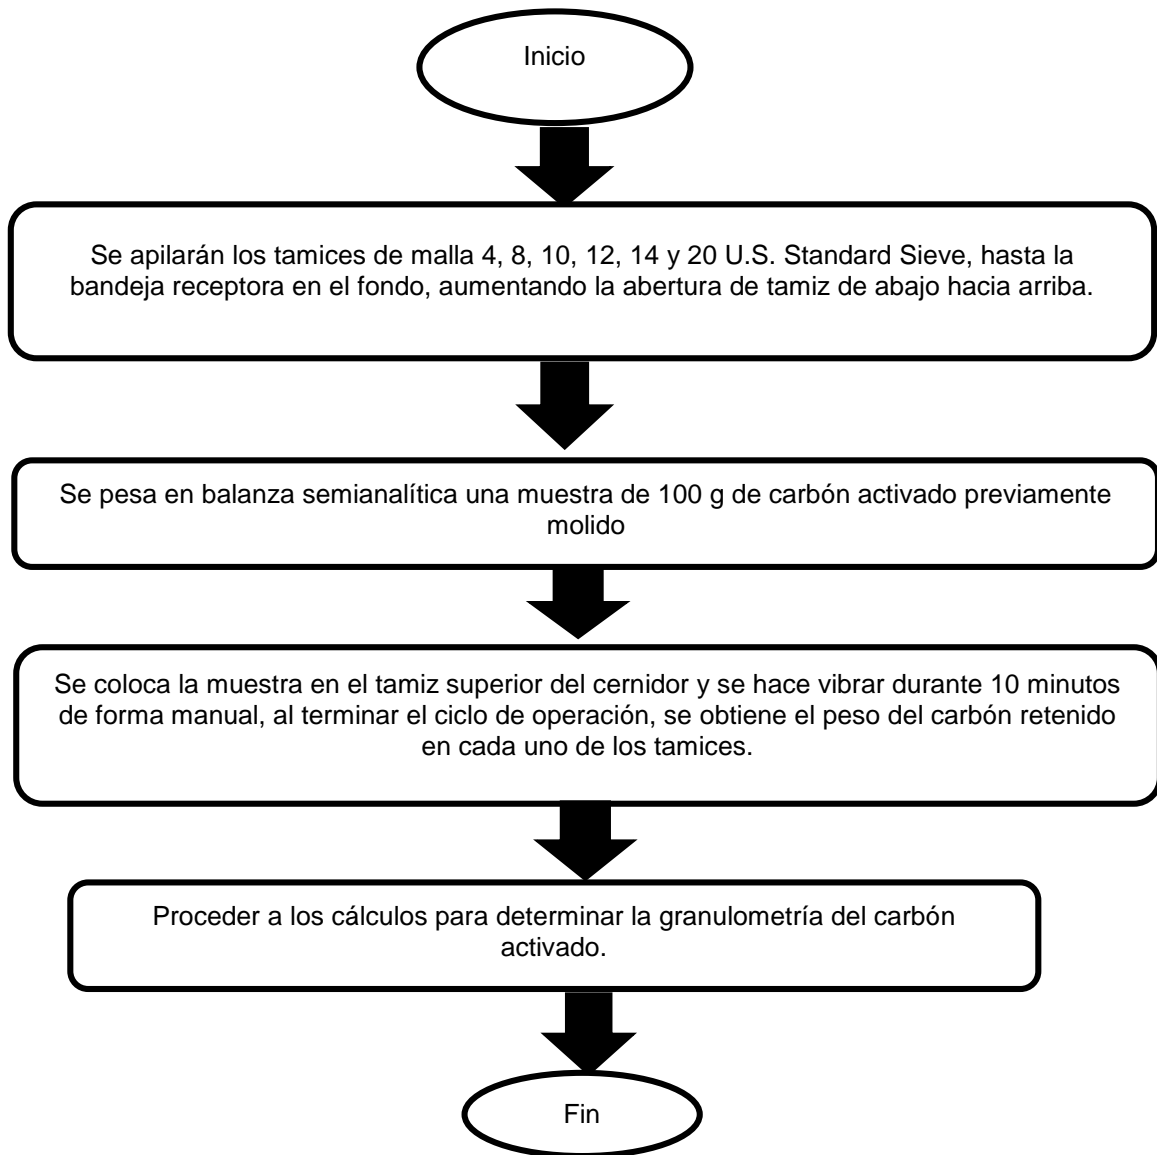 Inicio
Se apilarán los tamices de malla 4, 8, 10, 12, 14 y 20 U.S. Standard Sieve, hasta la
bandeja receptora en el fondo, aumentando la abertura de tamiz de abajo hacia arriba.
Se pesa en balanza semianalítica una muestra de 100 g de carbón activado previamente
molido
Se coloca la muestra en el tamiz superior del cernidor y se hace vibrar durante 10 minutos
de forma manual, al terminar el ciclo de operación, se obtiene el peso del carbón retenido
en cada uno de los tamices.
Proceder a los cálculos para determinar la granulometría del carbón
activado.
Fin